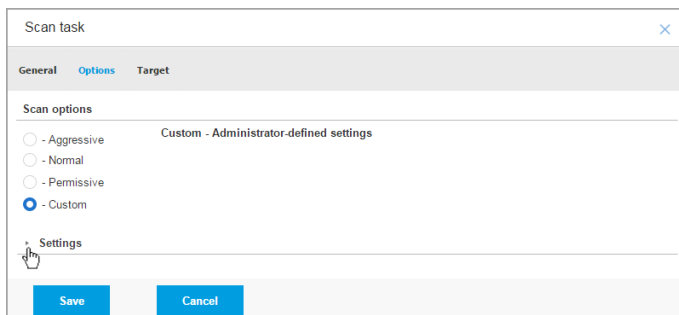 Scan task
General Options Target
Scan options
- Aggressive
Custom - Administrator-defined settings
- Normal
- Permissive
- Custom
Settings
Save Cancel